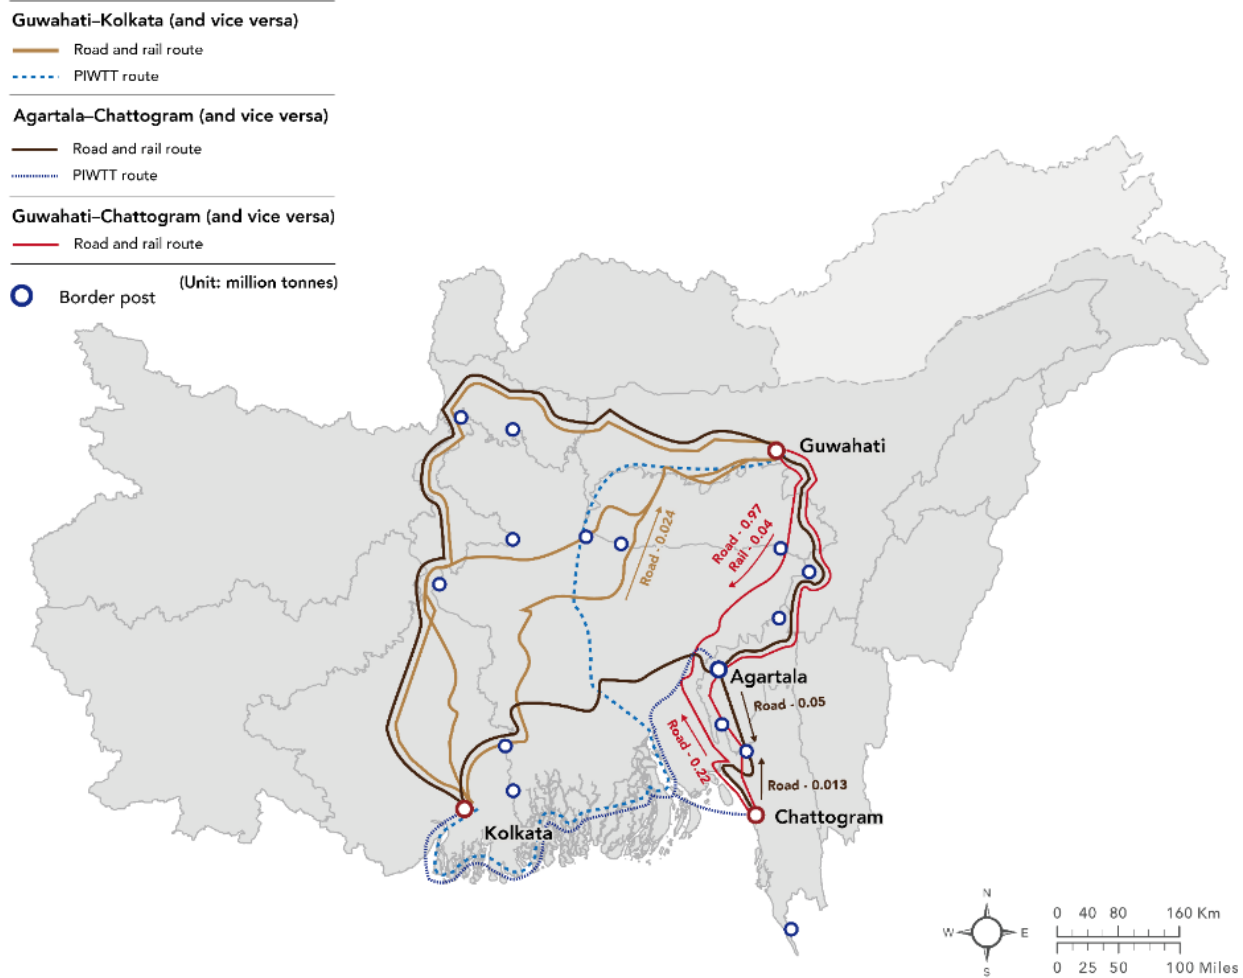 Guwahati–Kolkata (and vice versa)
Road and rail route
PIWTT route
Agartala–Chattogram (and vice versa)
Road and rail route
PIWTT route
Guwahati–Chattogram (and vice versa)
Road and rail route
(Unit: million tonnes)
Border post
Guwahati
Road - 0.97
Rail - 0.04
Road - 0.024
Agartala
Road - 0.05
Road - 0.22
Road - 0.013
Chattogram
Kolkata
N
W
E
S
0 40 80 160 Km
0 25 50 100 Miles